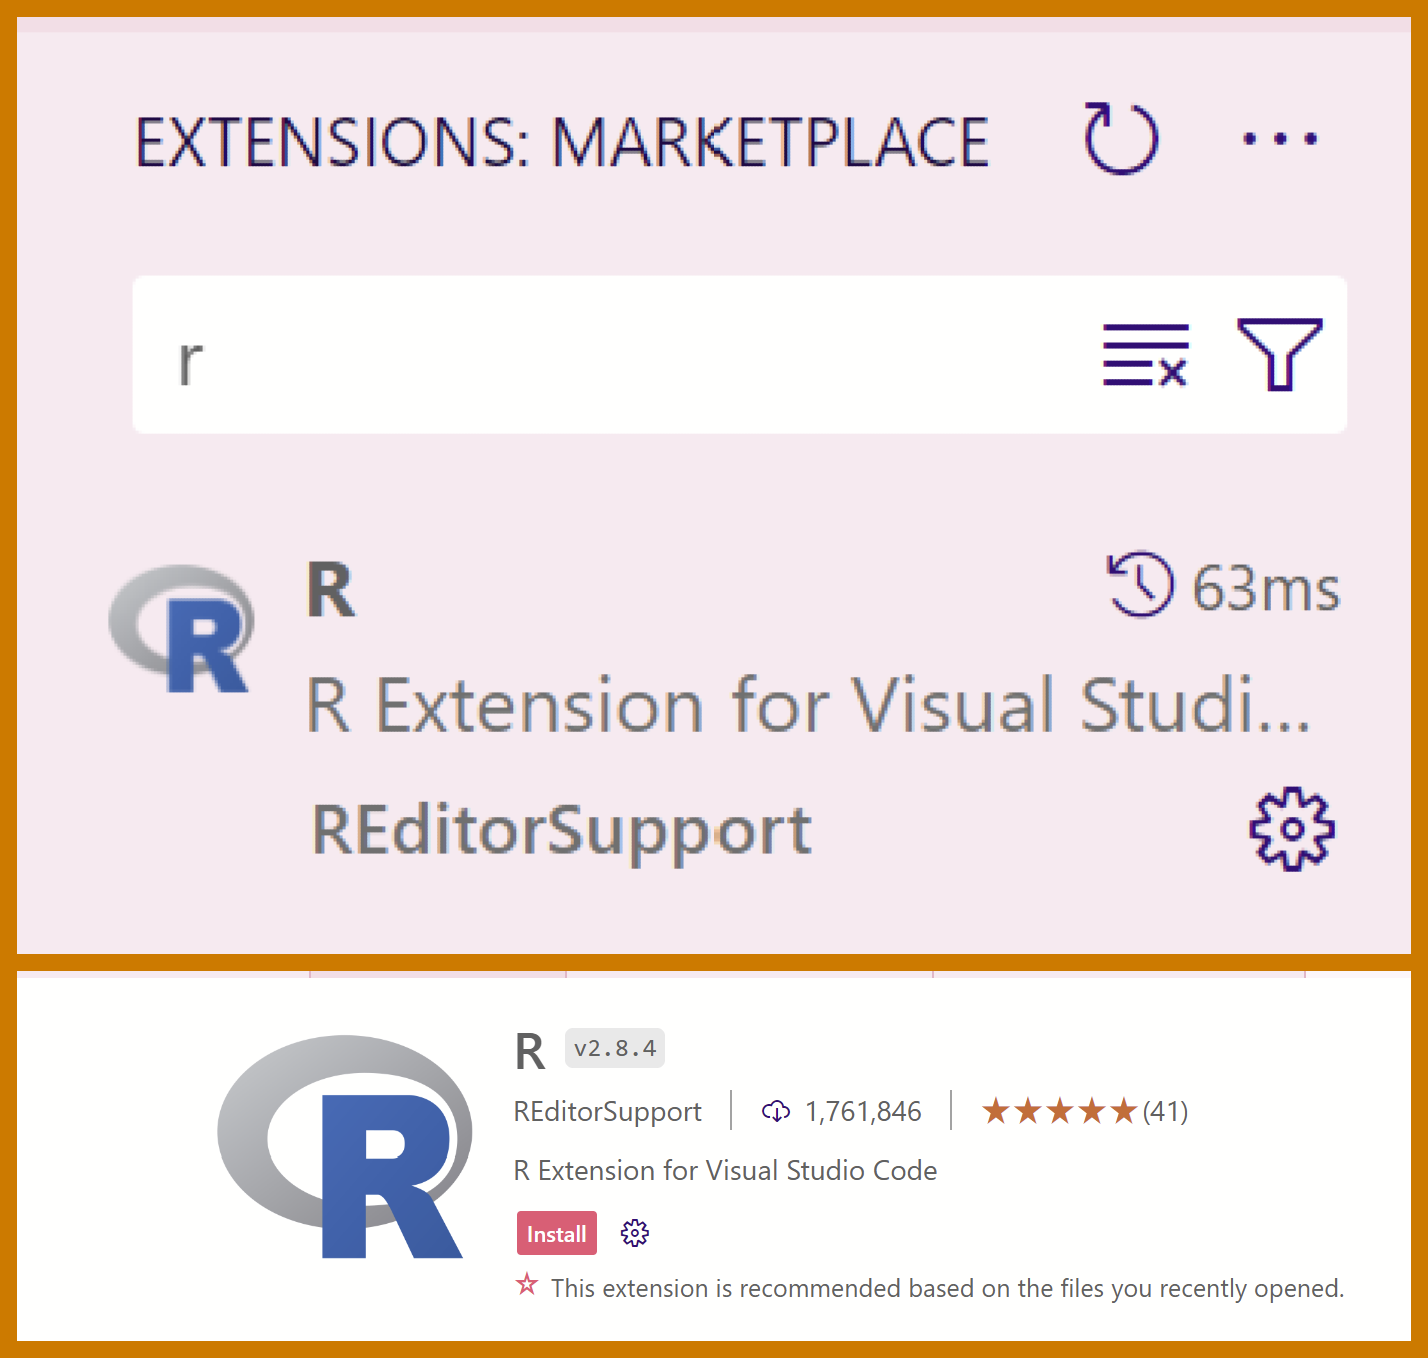 EXTENSIONS: MARKETPLACE
r
R
R 63ms
R Extension for Visual Studi...
REditorSupport
R
R v2.8.4
REditorSupport 1,761,846 (41)
R Extension for Visual Studio Code
Install
This extension is recommended based on the files you recently opened.